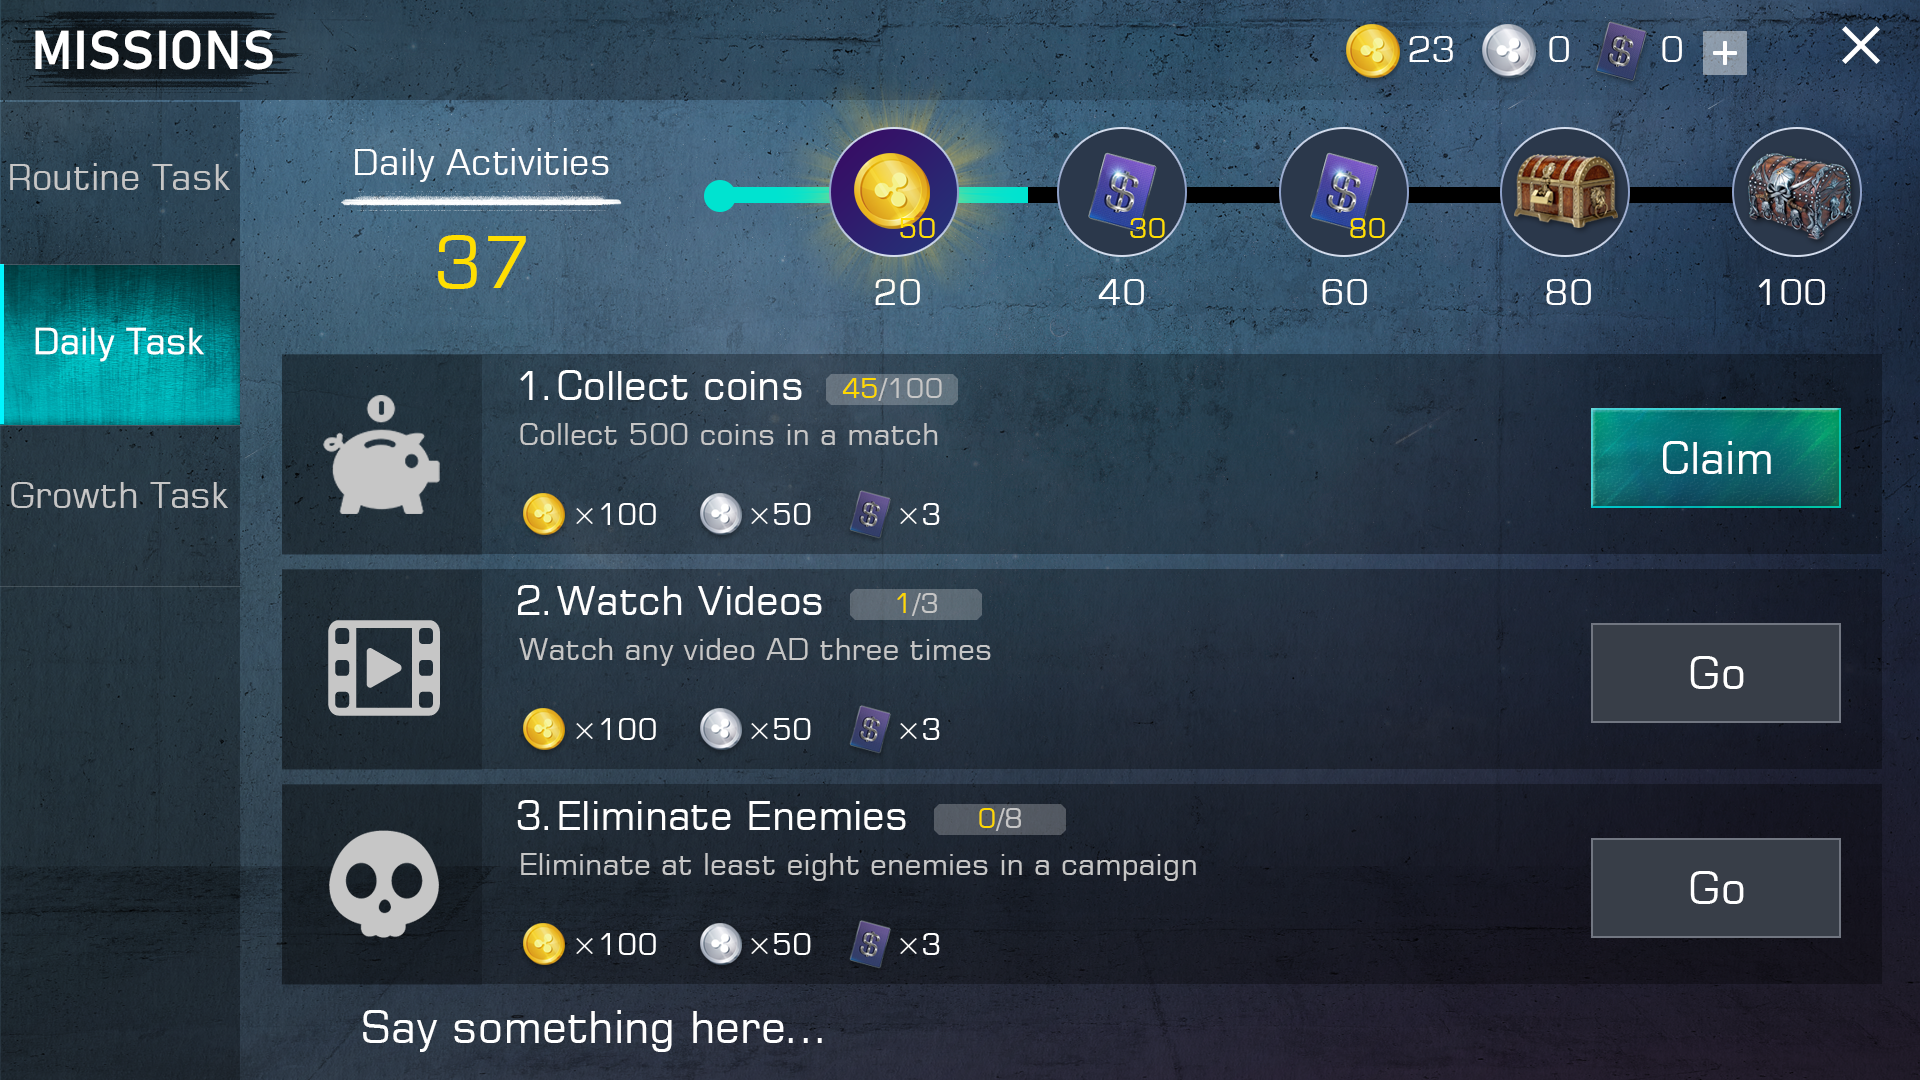 MISSIONS
23 0 0 +
Routine Task
Daily Task
Growth Task
Daily Activities
37
50 30 80
20 40 60 80 100
1.Collect coins 45/100
Collect 500 coins in a match
×100 ×50 ×3
Claim
2.Watch Videos 1/3
Watch any video AD three times
×100 ×50 ×3
Go
3.Eliminate Enemies 0/8
Eliminate at least eight enemies in a campaign
×100 ×50 ×3
Go
Say something here...